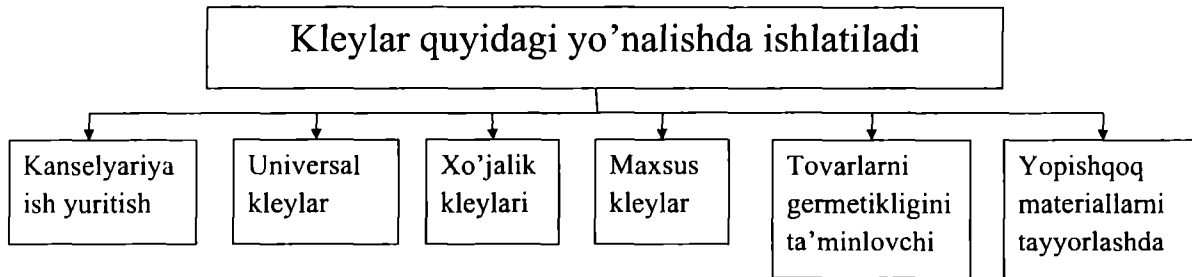 Kleylar quyidagi yo’nalishda ishlatiladi
Kanselyariya
ish yuritish
Universal
kleylar
Xo’jalik
kleylari
Maxsus
kleylar
Tovarlarni
germetikligini
ta’minlovchi
Yopishqoq
materiallarni
tayyorlashda